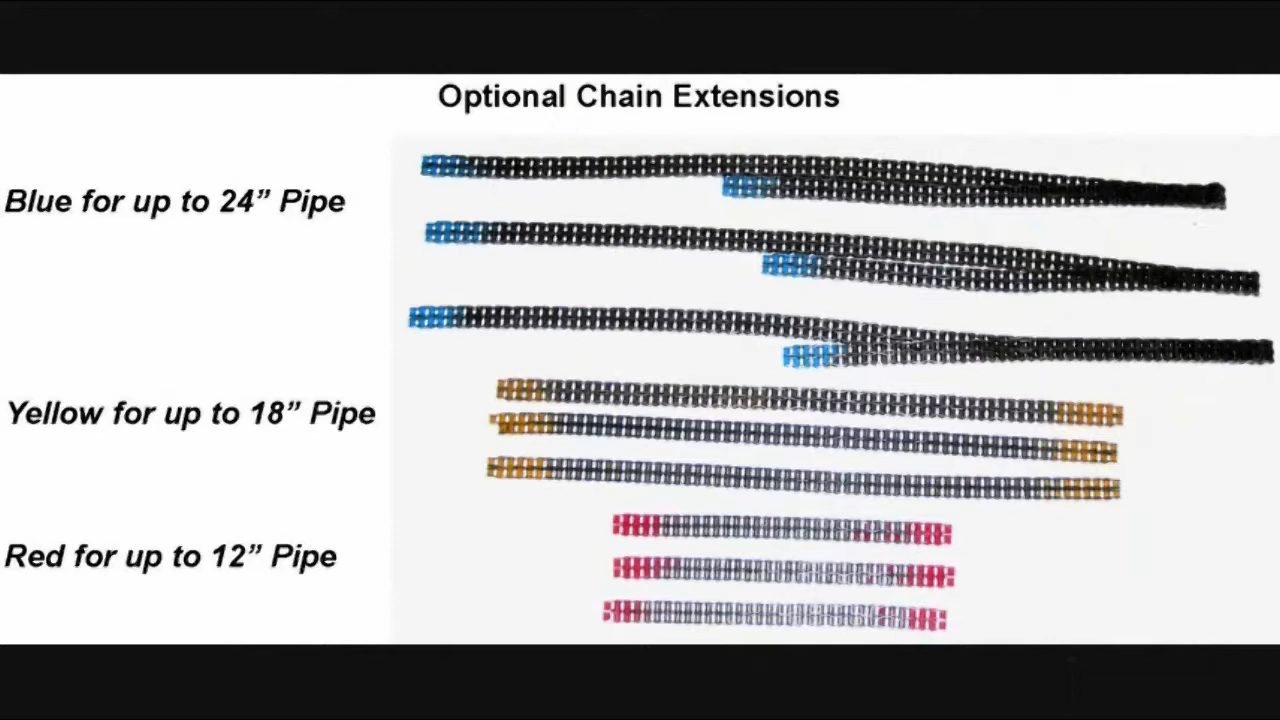 Optional Chain Extensions
Blue for up to 24” Pipe
Yellow for up to 18” Pipe
Red for up to 12” Pipe